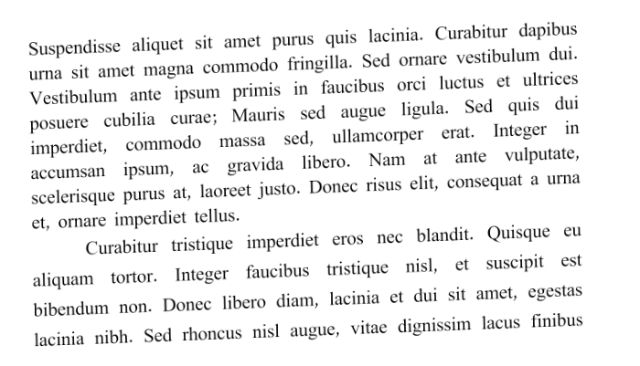 Suspendisse aliquet sit amet purus quis lacinia. Curabitur dapibus
urna sit amet magna commodo fringilla. Sed ornare vestibulum dui.
Vestibulum ante ipsum primis in faucibus orci luctus et ultrices
posuere cubilia curae; Mauris sed augue ligula. Sed quis dui
imperdiet, commodo massa sed, ullamcorper erat. Integer in
accumsan ipsum, ac gravida libero. Nam at ante vulputate,
scelerisque purus at, laoreet justo. Donec risus elit, consequat a urna
et, ornare imperdiet tellus.
Curabitur tristique imperdiet eros nec blandit. Quisque eu
aliquam tortor. Integer faucibus tristique nisl, et suscipit est
bibendum non. Donec libero diam, lacinia et dui sit amet, egestas
lacinia nibh. Sed rhoncus nisl augue, vitae dignissim lacus finibus